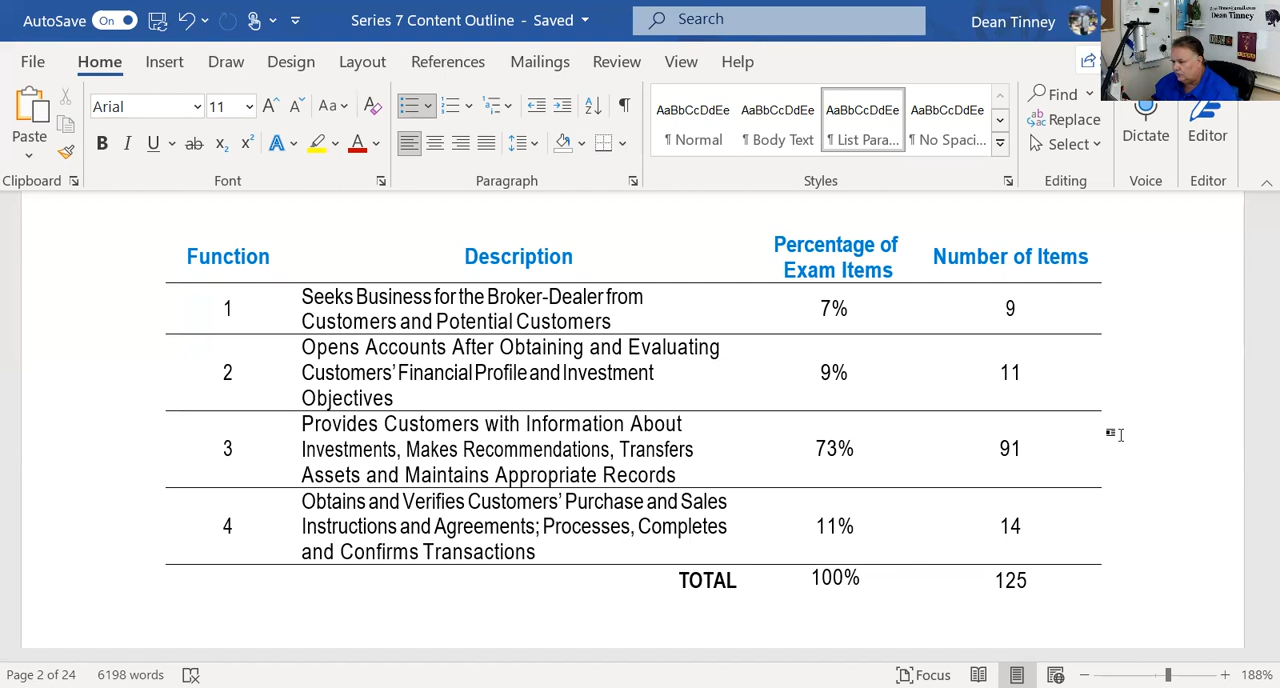 AutoSave On Series 7 Content Outline - Saved Search Dean Tinney
File Home Insert Draw Design Layout References Mailings Review View Help
Arial 11 Aa
AaBbCcDdEe AaBbCcDdEe AaBbCcDdEe AaBbCcDdEe
¶ Normal ¶ Body Text ¶ List Para... ¶ No Spaci...
Paste
B I U ab x₂ x² A A
Find
Replace
Select
Dictate Editor
Clipboard Font Paragraph Styles Editing Voice Editor
Dean Tinney
Function Description Percentage of Exam Items Number of Items
1 Seeks Business for the Broker-Dealer from 7% 9
Customers and Potential Customers
Opens Accounts After Obtaining and Evaluating
2 Customers' Financial Profile and Investment 9% 11
Objectives
Provides Customers with Information About
3 Investments, Makes Recommendations, Transfers 73% 91
Assets and Maintains Appropriate Records
Obtains and Verifies Customers' Purchase and Sales
4 Instructions and Agreements; Processes, Completes 11% 14
and Confirms Transactions
TOTAL 100% 125
Page 2 of 24 6198 words Focus 188%